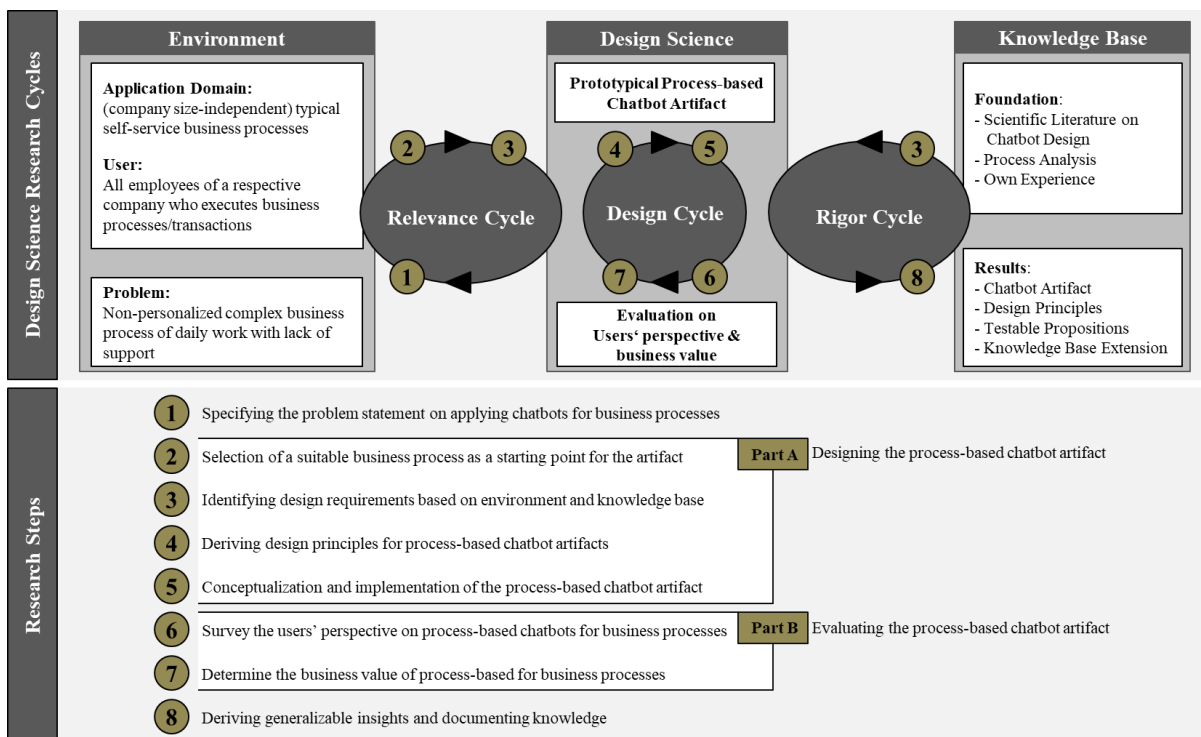 Design Science Research Cycles
Environment
Application Domain:
(company size-independent) typical
self-service business processes
User:
All employees of a respective
company who executes business
processes/transactions
Problem:
Non-personalized complex business
process of daily work with lack of
support
2
3
Relevance Cycle
1
Design Science
Prototypical Process-based
Chatbot Artifact
4
5
Design Cycle
7
6
Evaluation on
Users‘ perspective &
business value
3
Rigor Cycle
8
Knowledge Base
Foundation:
- Scientific Literature on
Chatbot Design
- Process Analysis
- Own Experience
Results:
- Chatbot Artifact
- Design Principles
- Testable Propositions
- Knowledge Base Extension
Research Steps
1 Specifying the problem statement on applying chatbots for business processes
2 Selection of a suitable business process as a starting point for the artifact
Part A Designing the process-based chatbot artifact
3 Identifying design requirements based on environment and knowledge base
4 Deriving design principles for process-based chatbot artifacts
5 Conceptualization and implementation of the process-based chatbot artifact
6 Survey the users’ perspective on process-based chatbots for business processes
Part B Evaluating the process-based chatbot artifact
7 Determine the business value of process-based for business processes
8 Deriving generalizable insights and documenting knowledge